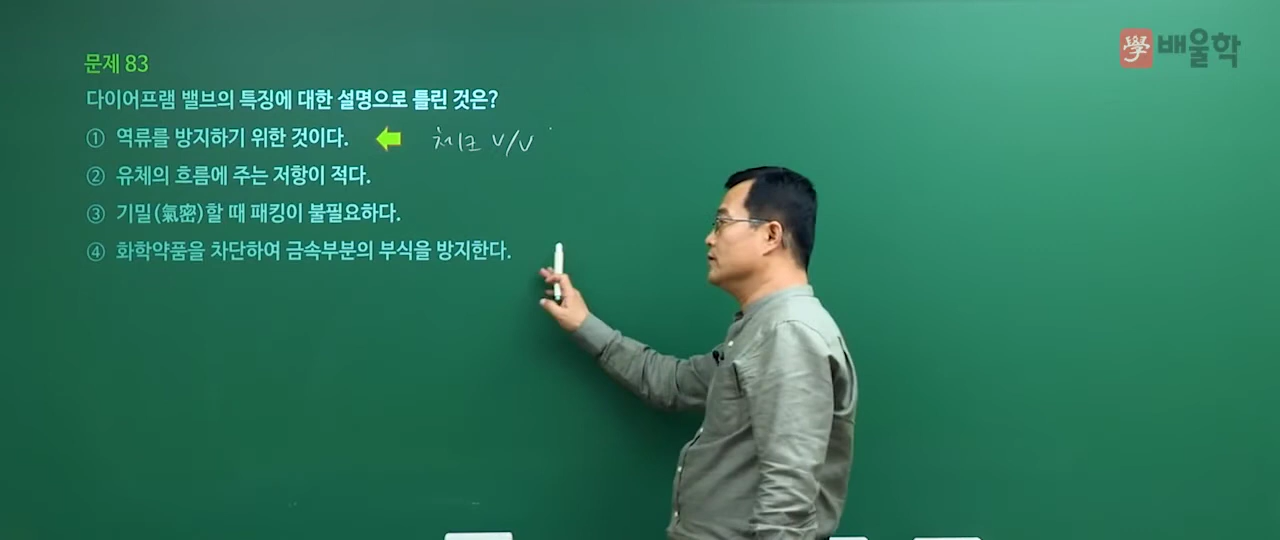 學 배울학
문제 83
다이어프램 밸브의 특징에 대한 설명으로 틀린 것은?
① 역류를 방지하기 위한 것이다. 체크 V/V
② 유체의 흐름에 주는 저항이 적다.
③ 기밀(氣密)할 때 패킹이 불필요하다.
④ 화학약품을 차단하여 금속부분의 부식을 방지한다.